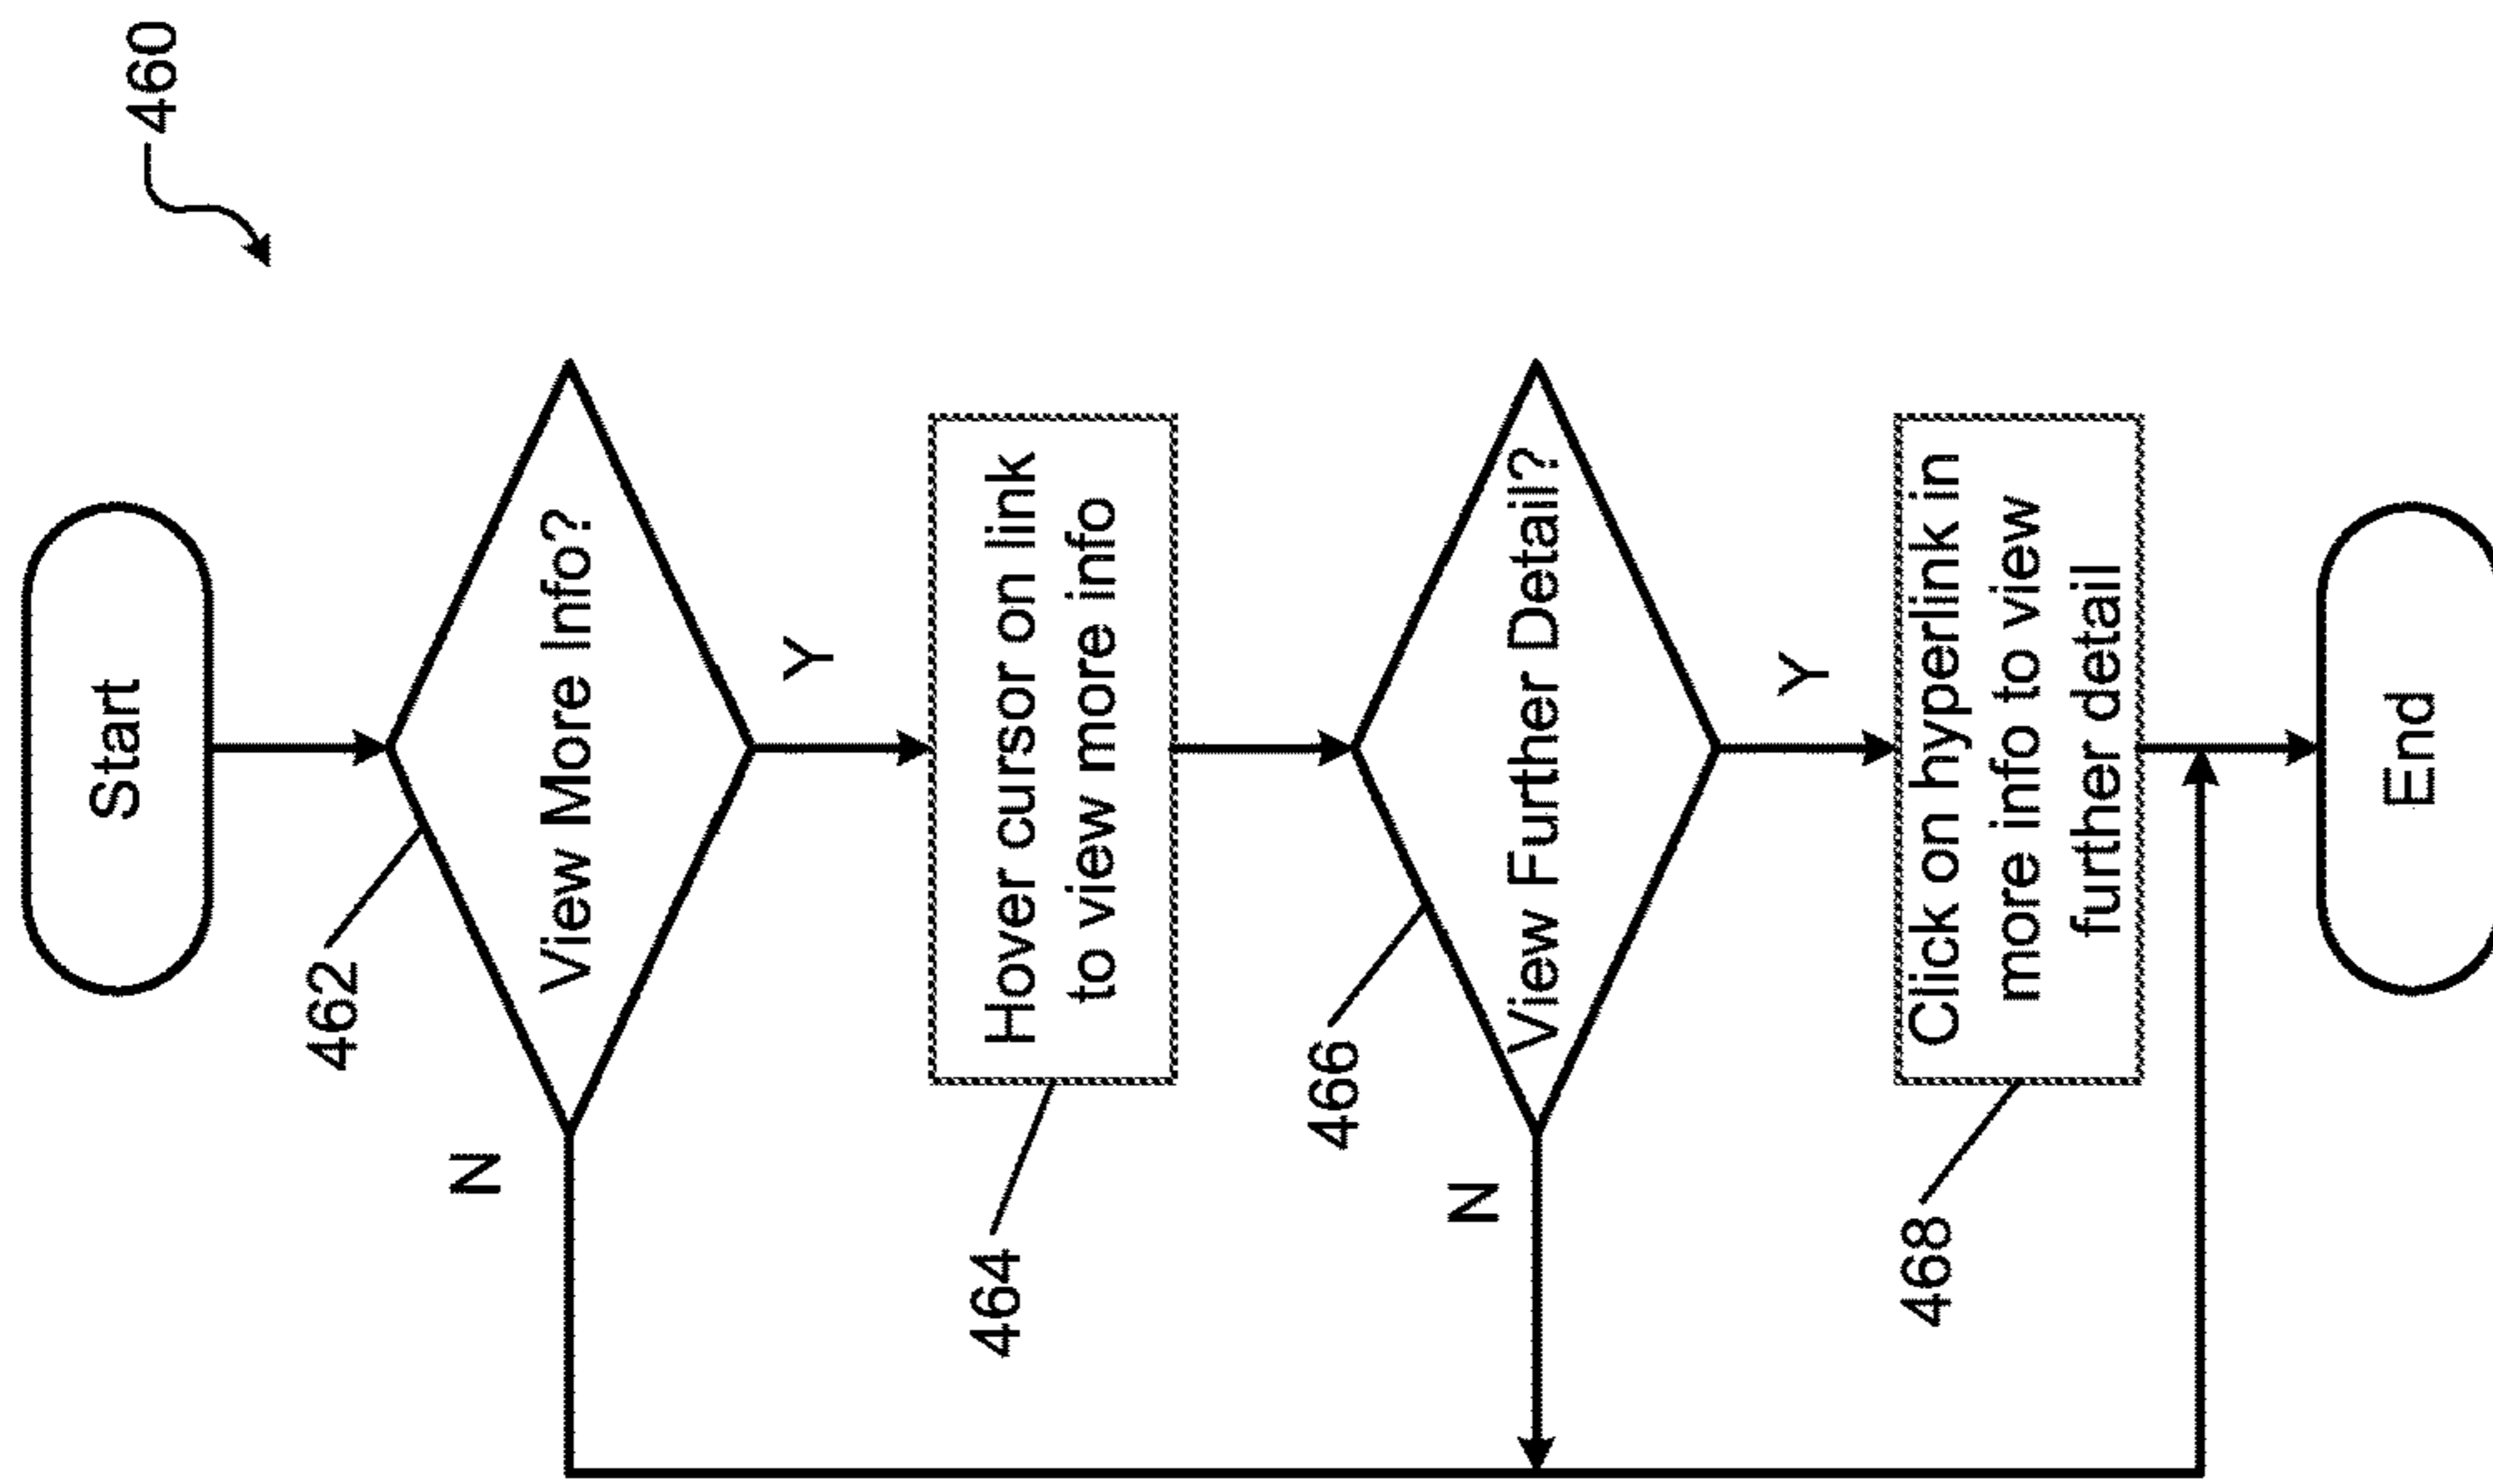 460
Start
462
View More Info?
N
Y
464
Hover cursor on link
to view more info
466
View Further Detail?
N
Y
468
Click on hyperlink in
more info to view
further detail
End